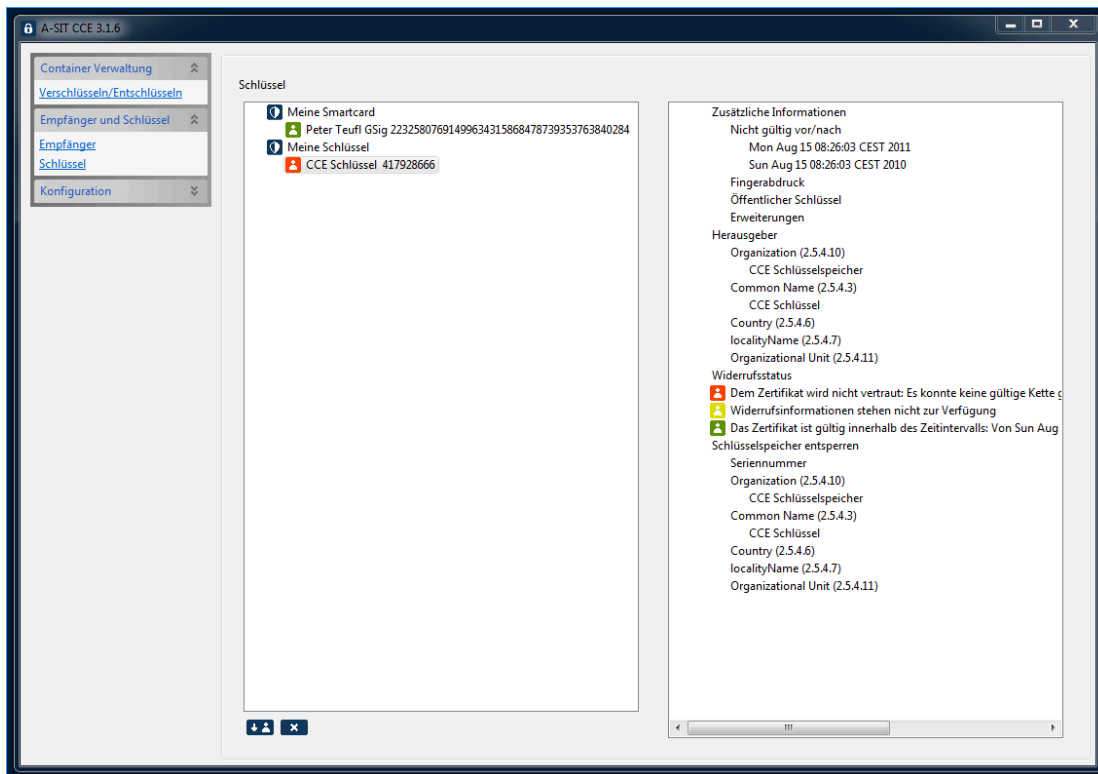 A-SIT CCE 3.1.6
Container Verwaltung
Verschlüsseln/Entschlüsseln
Empfänger und Schlüssel
Empfänger
Schlüssel
Konfiguration
Schlüssel
Meine Smartcard
Peter Teufl GSig 22325807691499634315868478739353763840284
Meine Schlüssel
CCE Schlüssel 417928666
Zusätzliche Informationen
Nicht gültig vor/nach
Mon Aug 15 08:26:03 CEST 2011
Sun Aug 15 08:26:03 CEST 2010
Fingerabdruck
Öffentlicher Schlüssel
Erweiterungen
Herausgeber
Organization (2.5.4.10)
CCE Schlüsselspeicher
Common Name (2.5.4.3)
CCE Schlüssel
Country (2.5.4.6)
localityName (2.5.4.7)
Organizational Unit (2.5.4.11)
Widerrufsstatus
Dem Zertifikat wird nicht vertraut: Es konnte keine gültige Kette
Widerrufsinformationen stehen nicht zur Verfügung
Das Zertifikat ist gültig innerhalb des Zeitintervalls: Von Sun Aug
Schlüsselspeicher entsperren
Seriennummer
Organization (2.5.4.10)
CCE Schlüsselspeicher
Common Name (2.5.4.3)
CCE Schlüssel
Country (2.5.4.6)
localityName (2.5.4.7)
Organizational Unit (2.5.4.11)